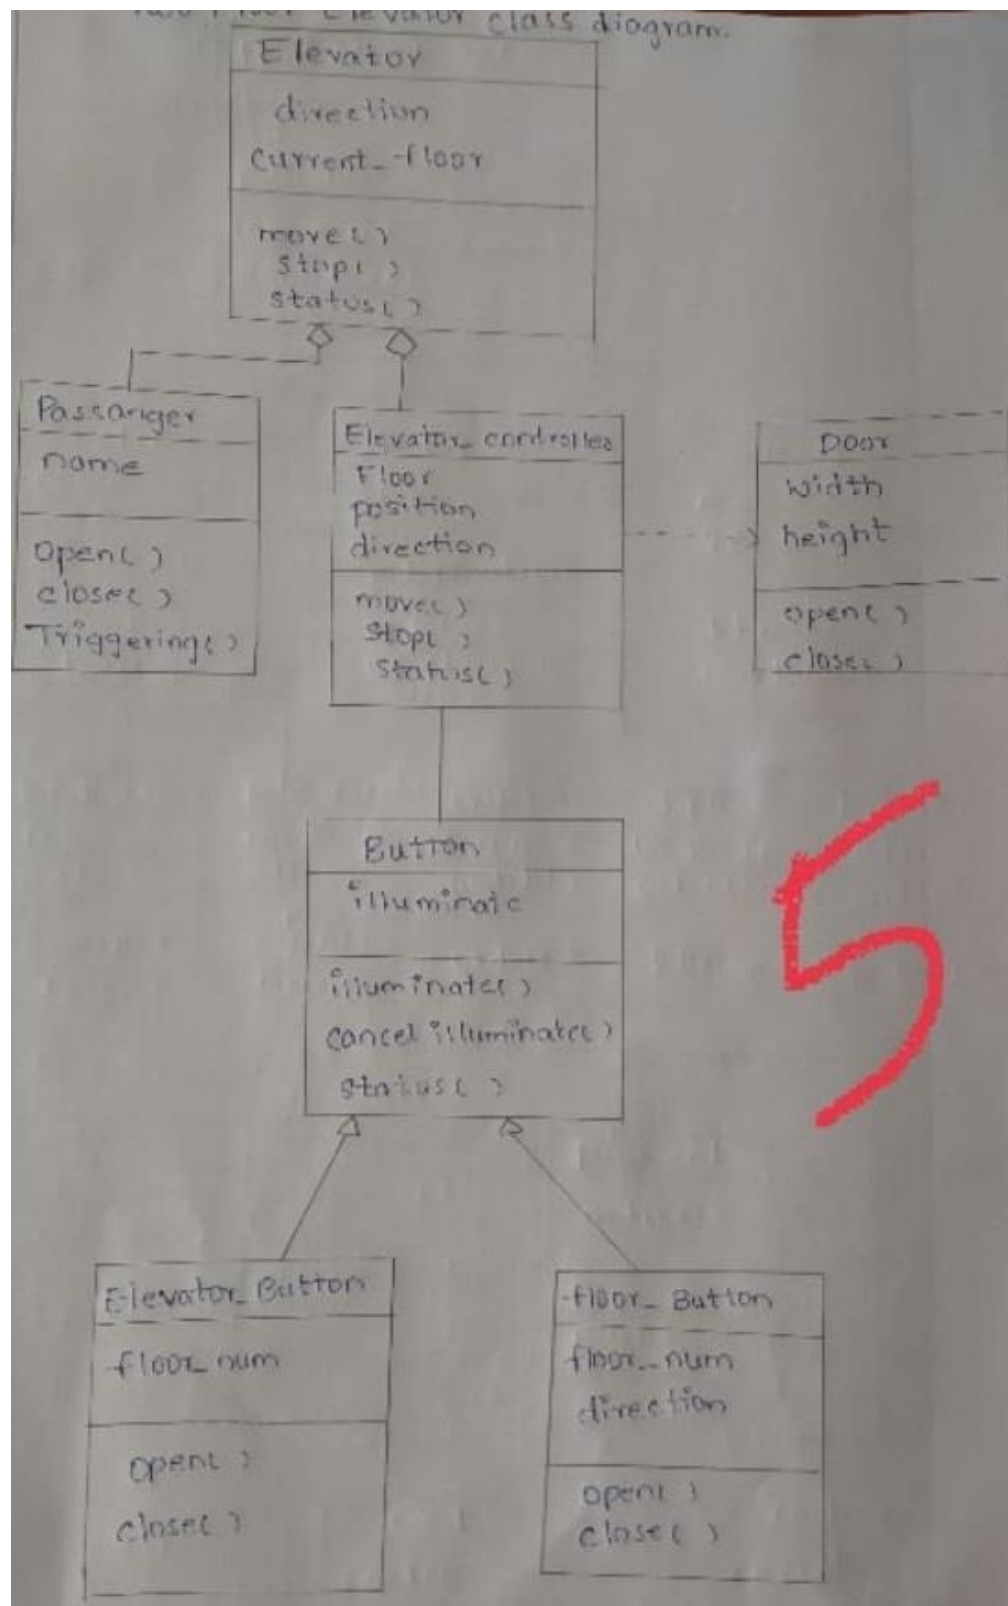 Elevator class diagram.
Elevator
direction
current_floor
move()
stop()
status()
Passanger
name
open()
close()
Triggering()
Elevator_controller
Floor
position
direction
move()
stop()
status()
Door
width
height
open()
close()
Button
illuminate
illuminate()
cancel illuminate()
status()
5
Elevator_Button
floor_num
open()
close()
floor_Button
floor_num
direction
open()
close()